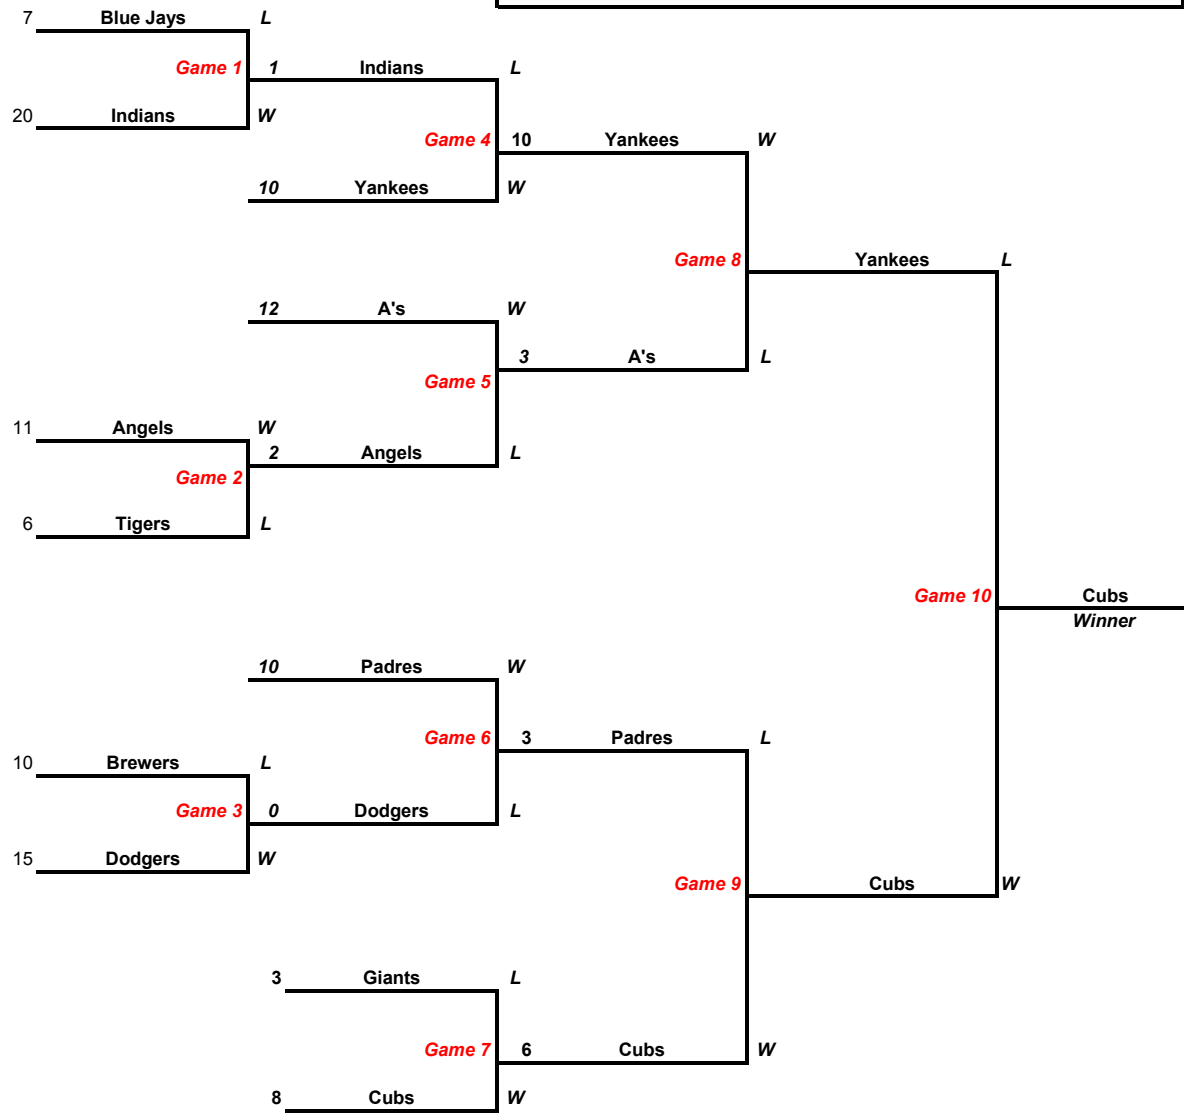 7 Blue Jays L
Game 1 1 Indians L
20 Indians W
Game 4 10 Yankees W
10 Yankees W
Game 8 Yankees L
12 A's W
3 A's L
Game 5
11 Angels W
2 Angels L
Game 2
6 Tigers L
Game 10 Cubs
Winner
10 Padres W
Game 6 3 Padres L
10 Brewers L
Game 3 0 Dodgers L
15 Dodgers W
Game 9 Cubs W
3 Giants L
Game 7 6 Cubs W
8 Cubs W